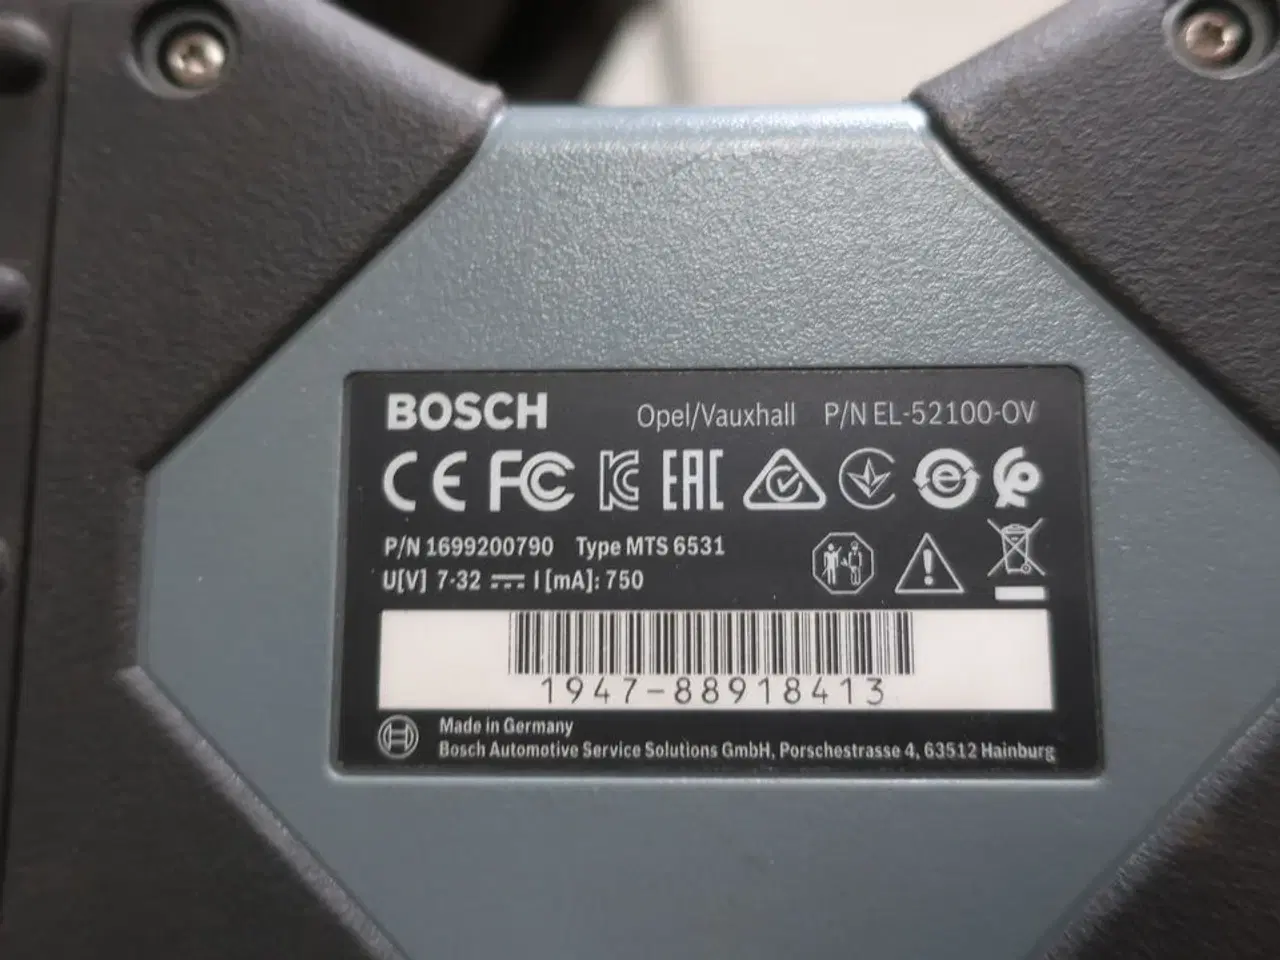 BOSCH Opel/Vauxhall P/N EL-52100-OV
CE FC KC EAC e
P/N 1699200790 Type MTS 6531
U[V] 7-32 I [mA]: 750
1947-88918413
Made in Germany
Bosch Automotive Service Solutions GmbH, Porschestrasse 4, 63512 Hainburg